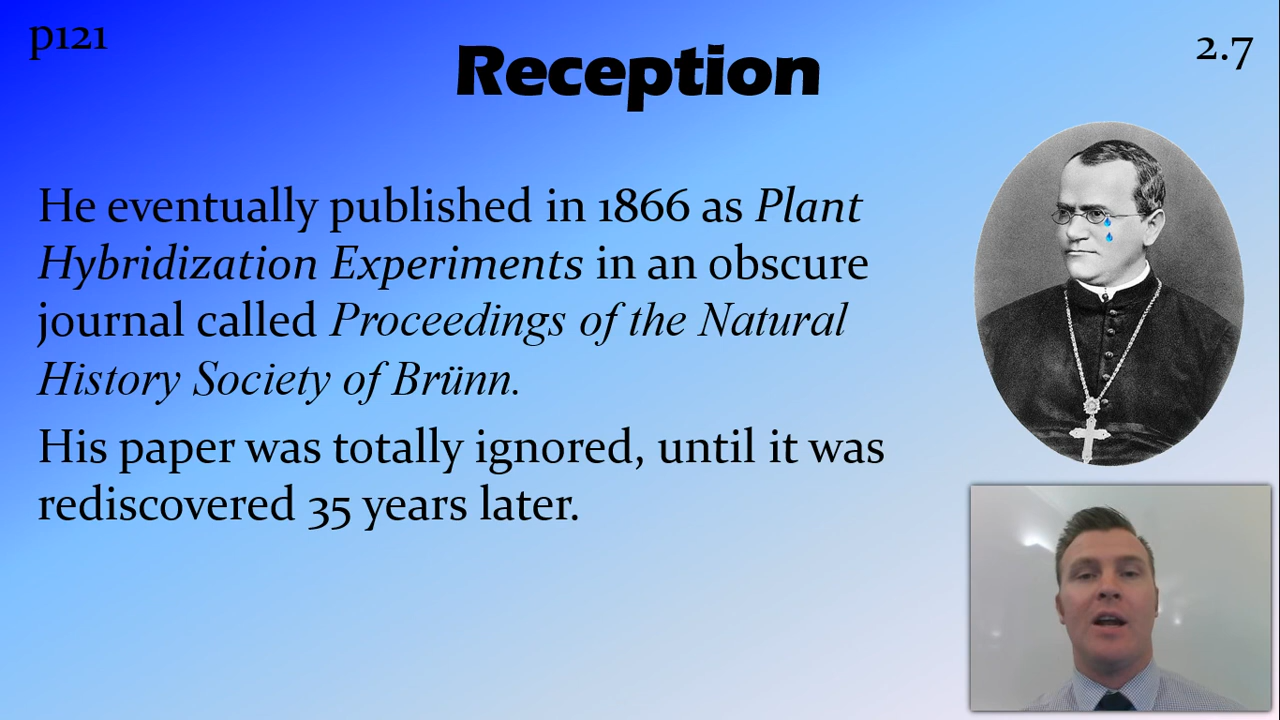 p121
Reception
2.7
He eventually published in 1866 as Plant
Hybridization Experiments in an obscure
journal called Proceedings of the Natural
History Society of Brünn.
His paper was totally ignored, until it was
rediscovered 35 years later.